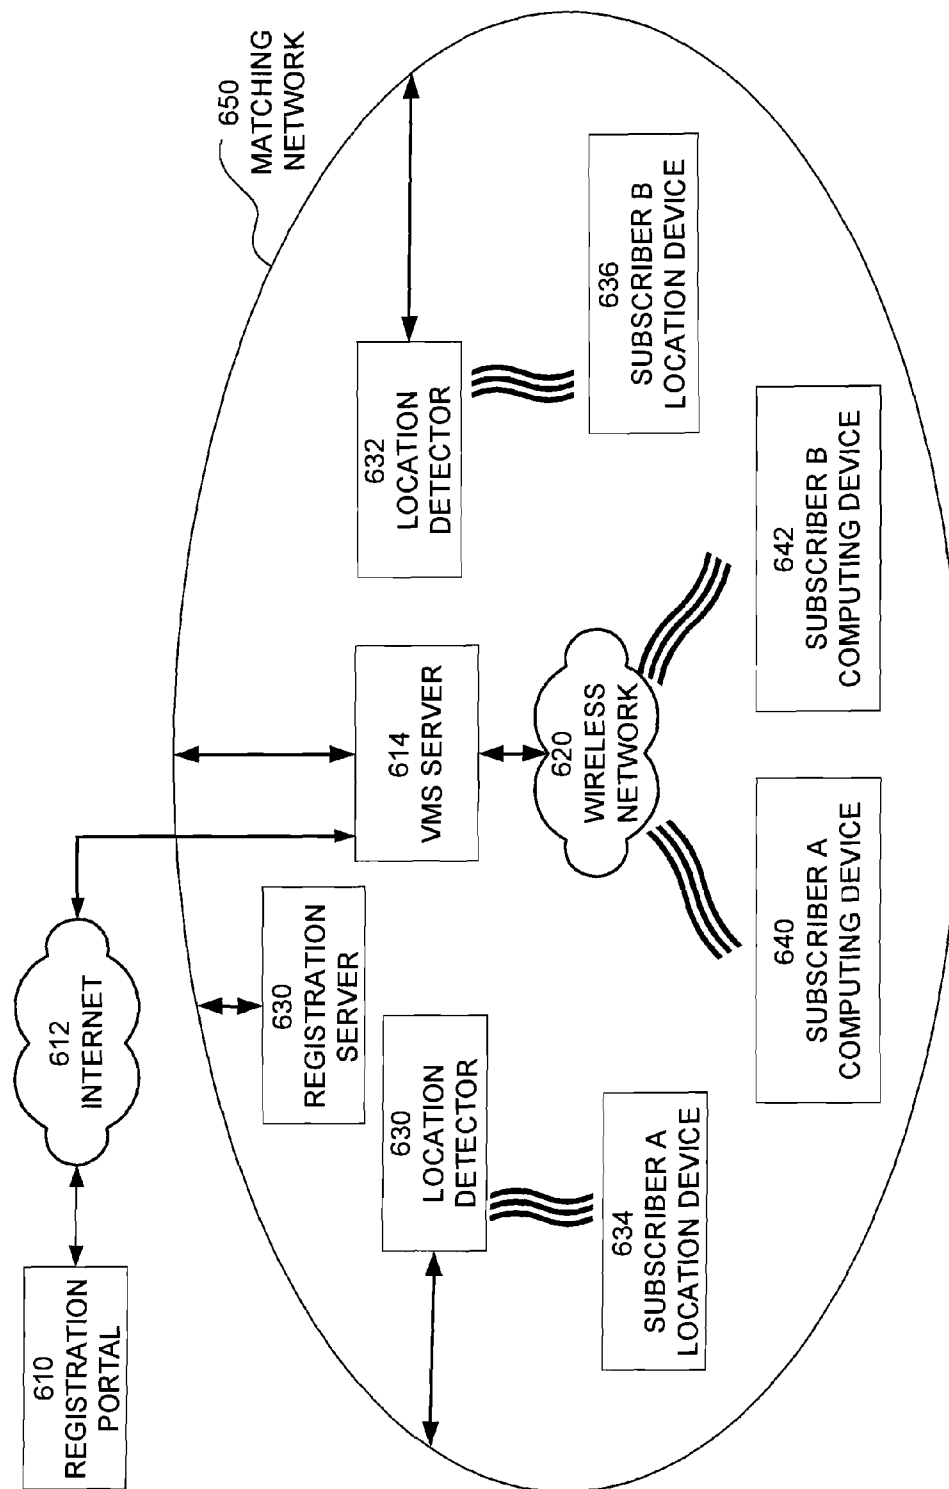 610
REGISTRATION
PORTAL
612
INTERNET
650
MATCHING
NETWORK
630
REGISTRATION
SERVER
614
VMS SERVER
630
LOCATION
DETECTOR
632
LOCATION
DETECTOR
620
WIRELESS
NETWORK
634
SUBSCRIBER A
LOCATION DEVICE
636
SUBSCRIBER B
LOCATION DEVICE
640
SUBSCRIBER A
COMPUTING DEVICE
642
SUBSCRIBER B
COMPUTING DEVICE